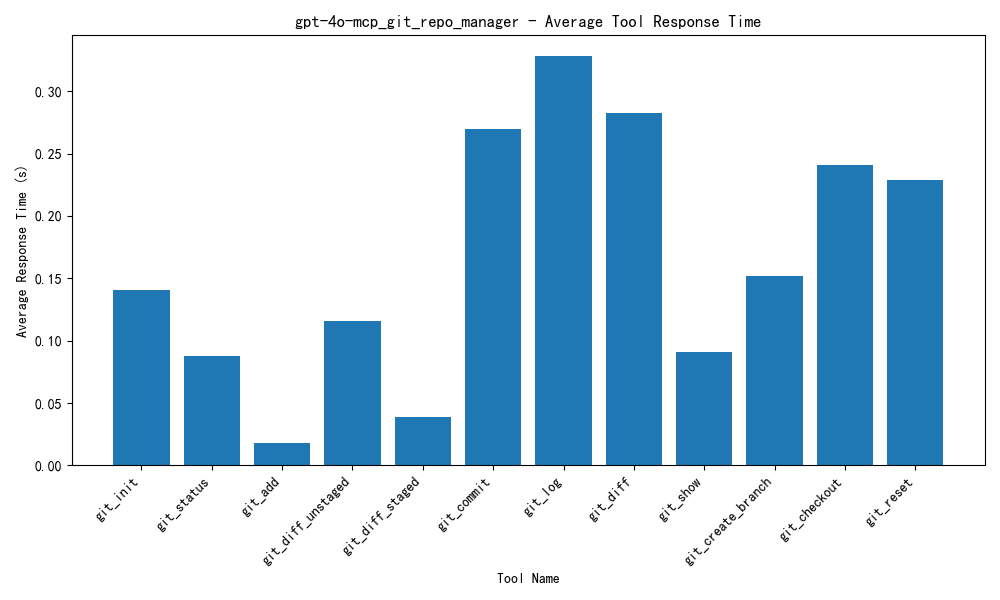 gpt-4o-mcp_git_repo_manager - Average Tool Response Time
Average Response Time (s)
0.30
0.25
0.20
0.15
0.10
0.05
0.00
git_init
git_status
git_add
git_diff_unstaged
git_diff_staged
git_commit
git_log
git_diff
git_show
git_create_branch
git_checkout
git_reset
Tool Name